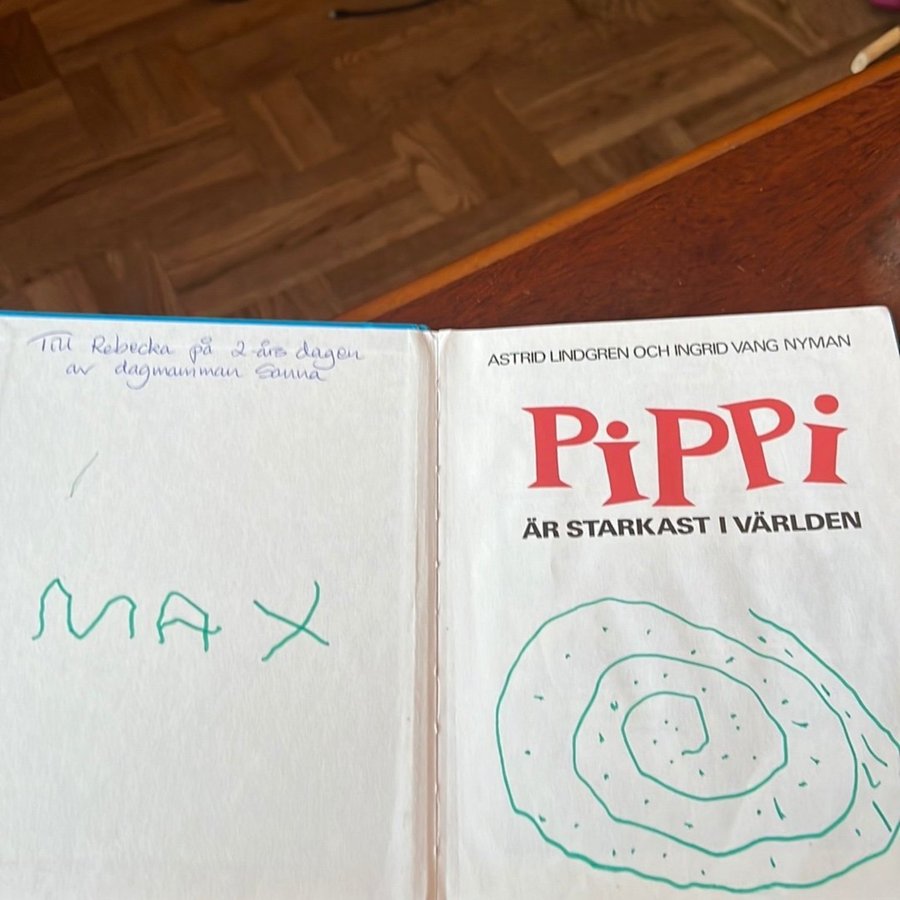 Till Rebecka på 2-års dagen
av dagmamman Sanna
MAX
ASTRID LINDGREN OCH INGRID VANG NYMAN
PiPPi
ÄR STARKAST I VÄRLDEN